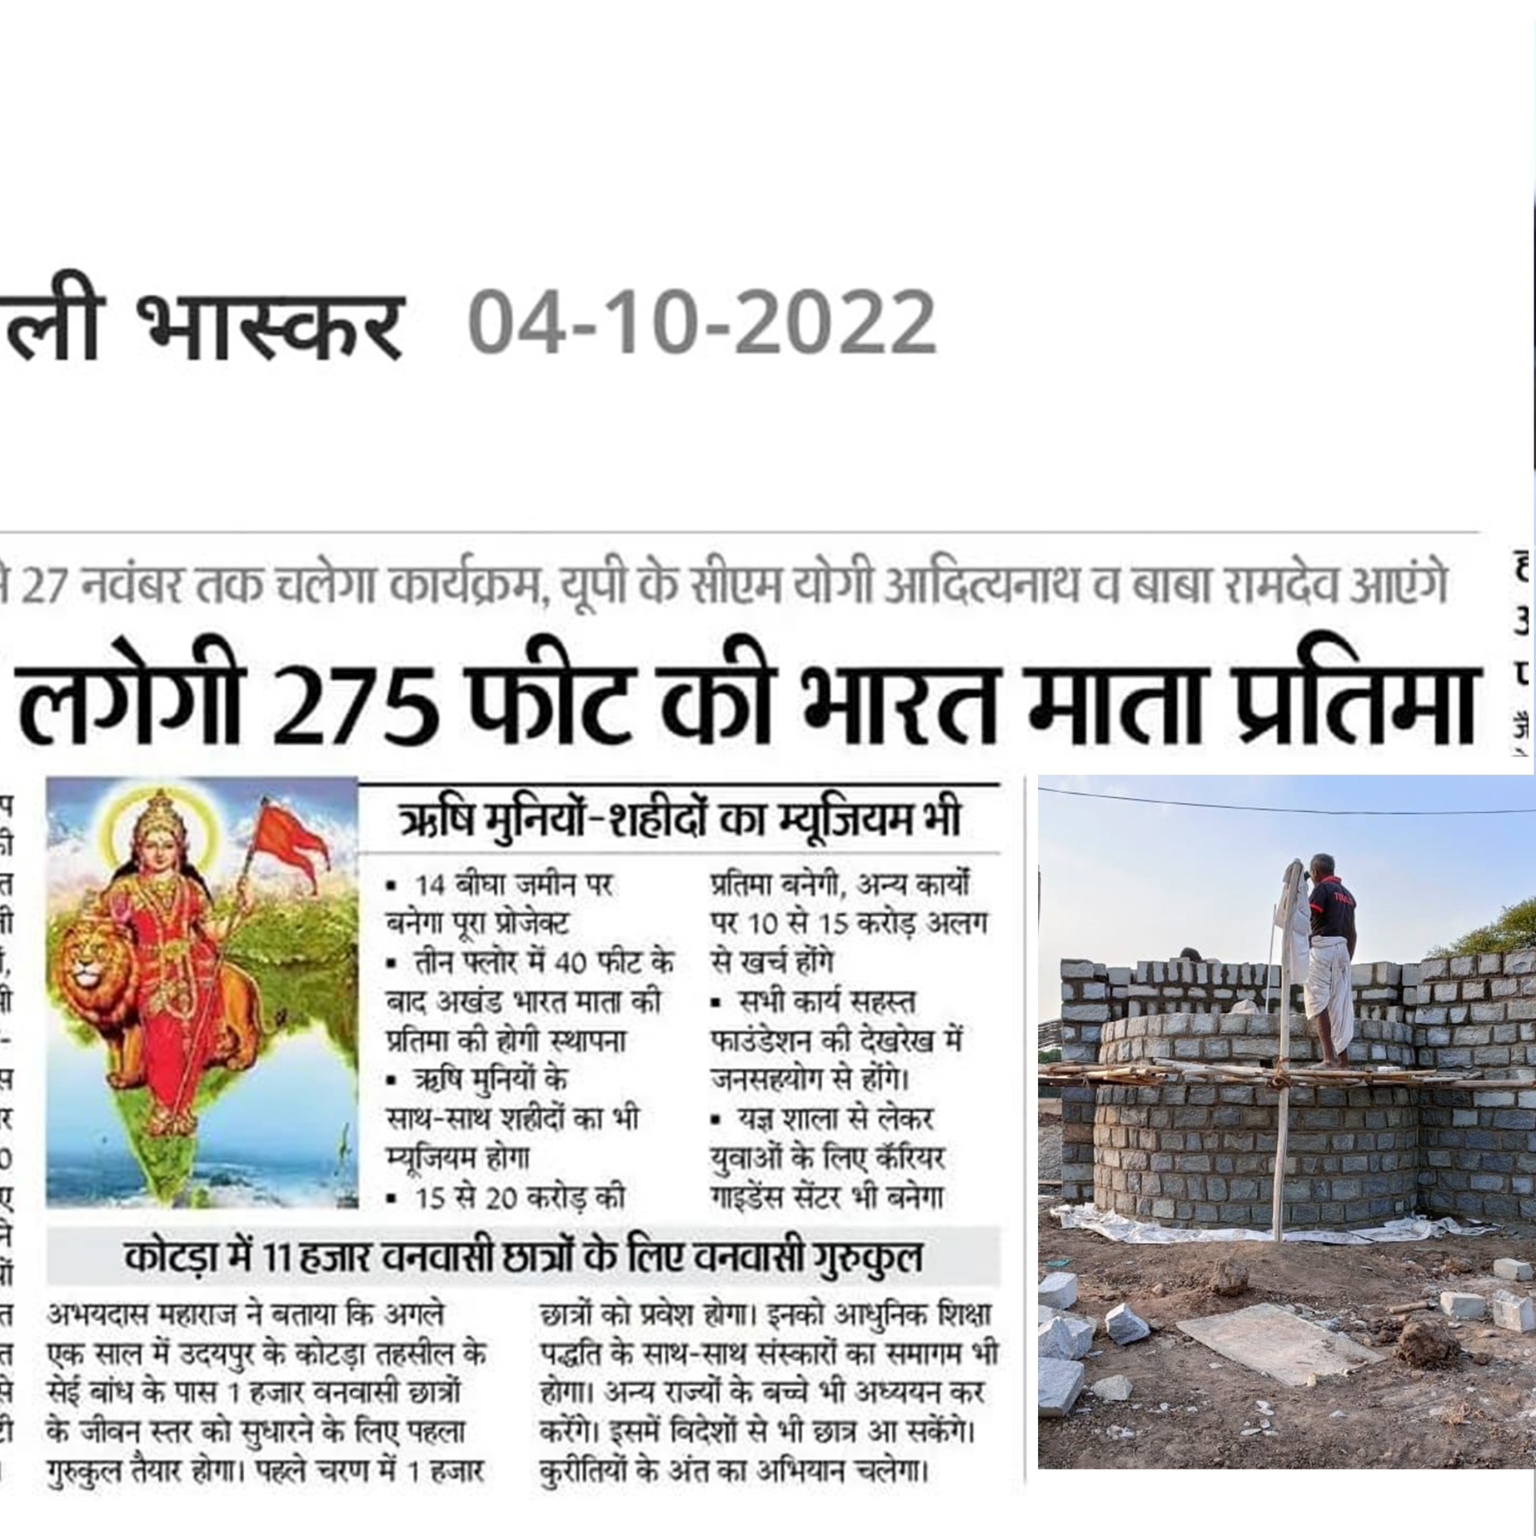 ली भास्कर 04-10-2022
27 नवंबर तक चलेगा कार्यक्रम, यूपी के सीएम योगी आदित्यनाथ व बाबा रामदेव आएंगे
लगेगी 275 फीट की भारत माता प्रतिमा
ऋषि मुनियों-शहीदों का म्यूजियम भी
▪ 14 बीघा जमीन पर
बनेगा पूरा प्रोजेक्ट
▪ तीन फ्लोर में 40 फीट के
बाद अखंड भारत माता की
प्रतिमा की होगी स्थापना
▪ ऋषि मुनियों के
साथ-साथ शहीदों का भी
म्यूजियम होगा
▪ 15 से 20 करोड़ की
प्रतिमा बनेगी, अन्य कार्यों
पर 10 से 15 करोड़ अलग
से खर्च होंगे
▪ सभी कार्य सहस्त
फाउंडेशन की देखरेख में
जनसहयोग से होंगे।
▪ यज्ञ शाला से लेकर
युवाओं के लिए कॅरियर
गाइडेंस सेंटर भी बनेगा
कोटड़ा में 11 हजार वनवासी छात्रों के लिए वनवासी गुरुकुल
अभयदास महाराज ने बताया कि अगले
एक साल में उदयपुर के कोटड़ा तहसील के
सेई बांध के पास 1 हजार वनवासी छात्रों
के जीवन स्तर को सुधारने के लिए पहला
गुरुकुल तैयार होगा। पहले चरण में 1 हजार
छात्रों को प्रवेश होगा। इनको आधुनिक शिक्षा
पद्धति के साथ-साथ संस्कारों का समागम भी
होगा। अन्य राज्यों के बच्चे भी अध्ययन कर
करेंगे। इसमें विदेशों से भी छात्र आ सकेंगे।
कुरीतियों के अंत का अभियान चलेगा।